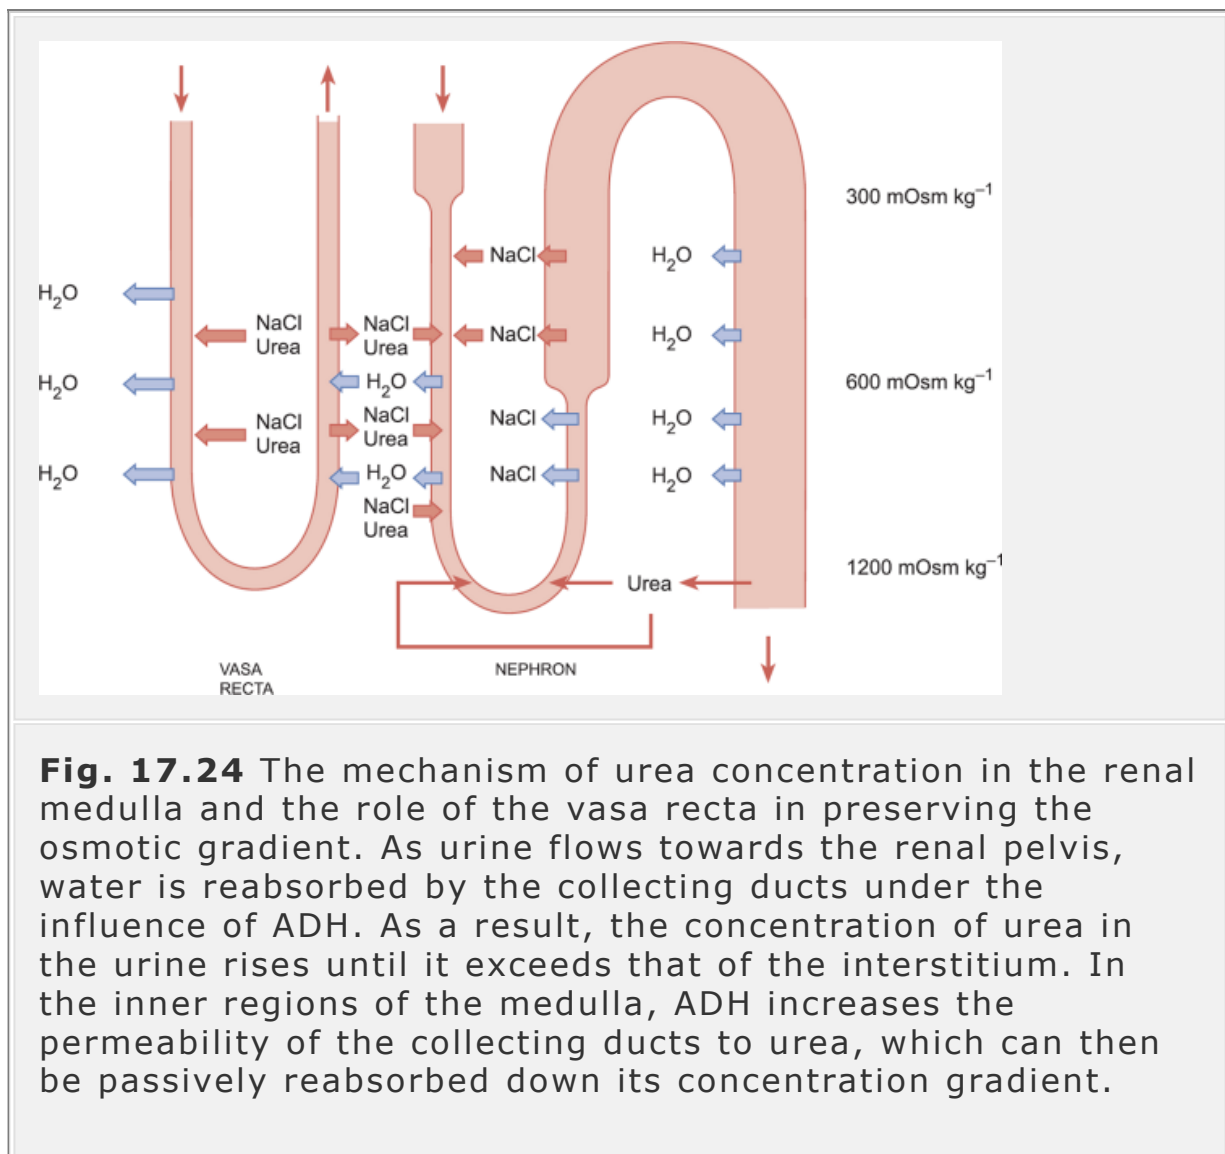 300 mOsm kg⁻¹
NaCl
H₂O
H₂O
NaCl
Urea
NaCl
Urea
NaCl
H₂O
H₂O
H₂O
600 mOsm kg⁻¹
NaCl
Urea
NaCl
Urea
NaCl
H₂O
H₂O
H₂O
NaCl
H₂O
NaCl
Urea
Urea
1200 mOsm kg⁻¹
VASA
RECTA
NEPHRON
Fig. 17.24 The mechanism of urea concentration in the renal
medulla and the role of the vasa recta in preserving the
osmotic gradient. As urine flows towards the renal pelvis,
water is reabsorbed by the collecting ducts under the
influence of ADH. As a result, the concentration of urea in
the urine rises until it exceeds that of the interstitium. In
the inner regions of the medulla, ADH increases the
permeability of the collecting ducts to urea, which can then
be passively reabsorbed down its concentration gradient.